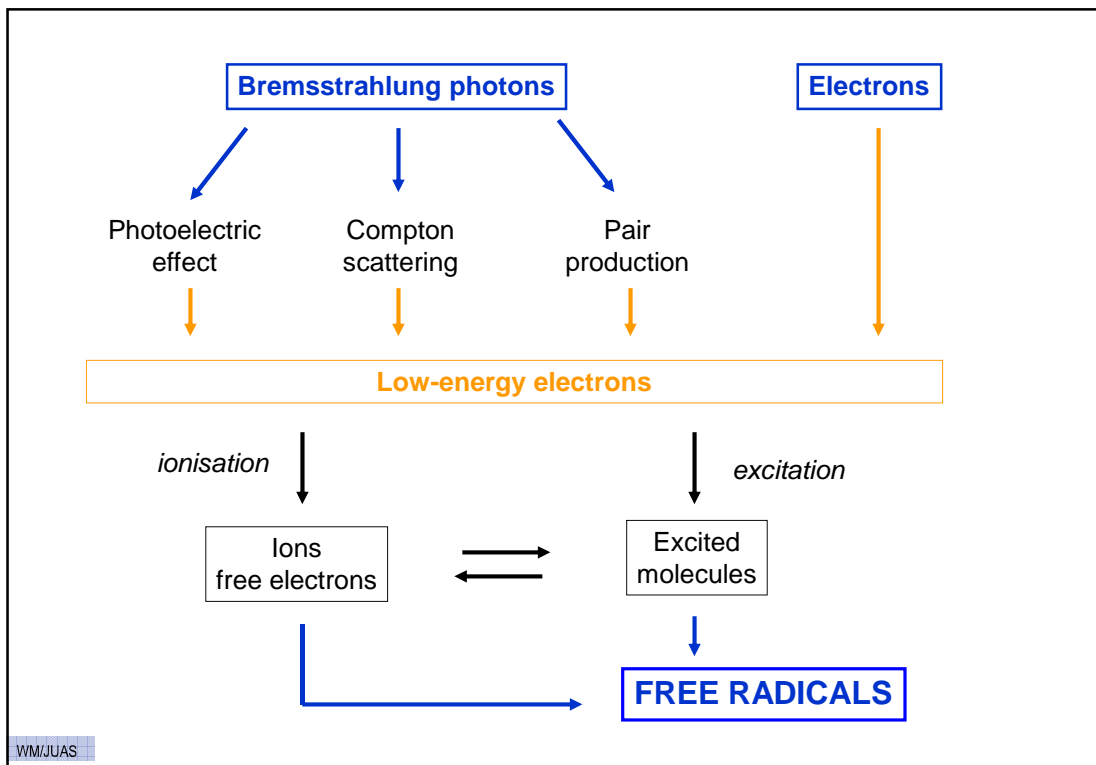 Bremsstrahlung photons
Electrons
Photoelectric
effect
Compton
scattering
Pair
production
Low-energy electrons
ionisation
excitation
Ions
free electrons
Excited
molecules
FREE RADICALS
WM/JUAS